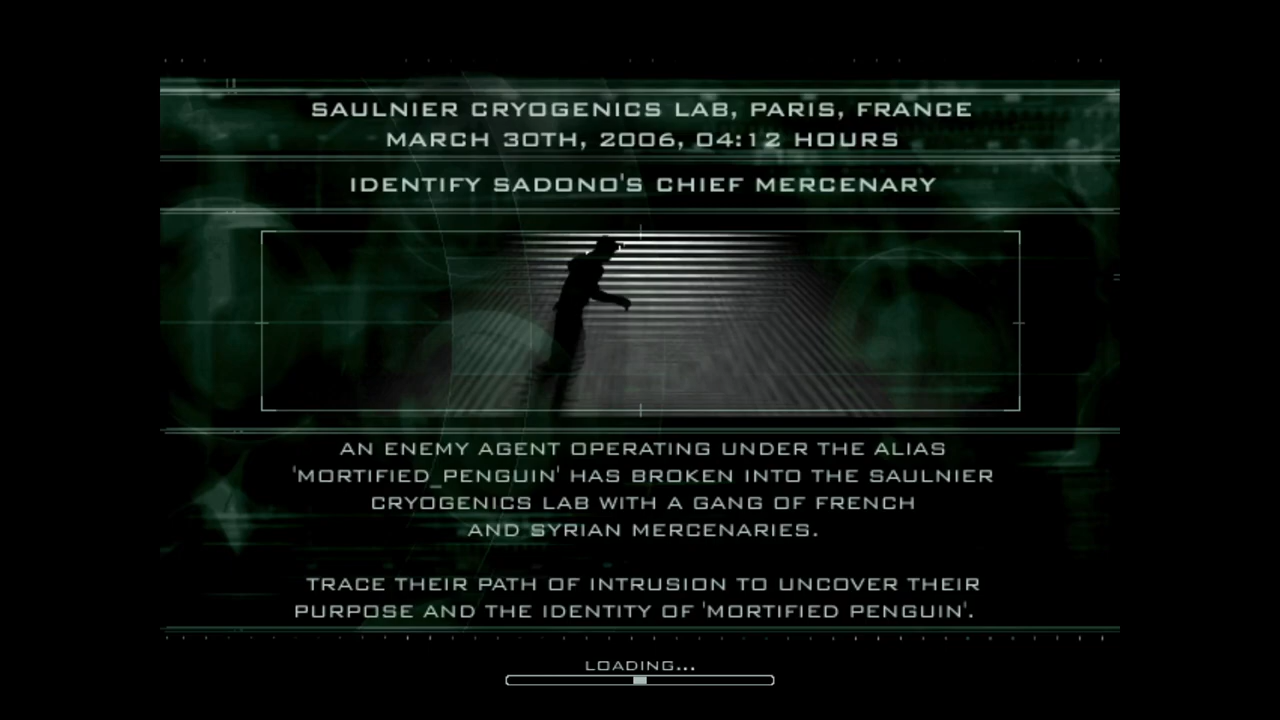 SAULNIER CRYOGENICS LAB, PARIS, FRANCE
MARCH 30TH, 2006, 04:12 HOURS
IDENTIFY SADONO'S CHIEF MERCENARY
AN ENEMY AGENT OPERATING UNDER THE ALIAS
'MORTIFIED_PENGUIN' HAS BROKEN INTO THE SAULNIER
CRYOGENICS LAB WITH A GANG OF FRENCH
AND SYRIAN MERCENARIES.
TRACE THEIR PATH OF INTRUSION TO UNCOVER THEIR
PURPOSE AND THE IDENTITY OF 'MORTIFIED PENGUIN'.
LOADING...